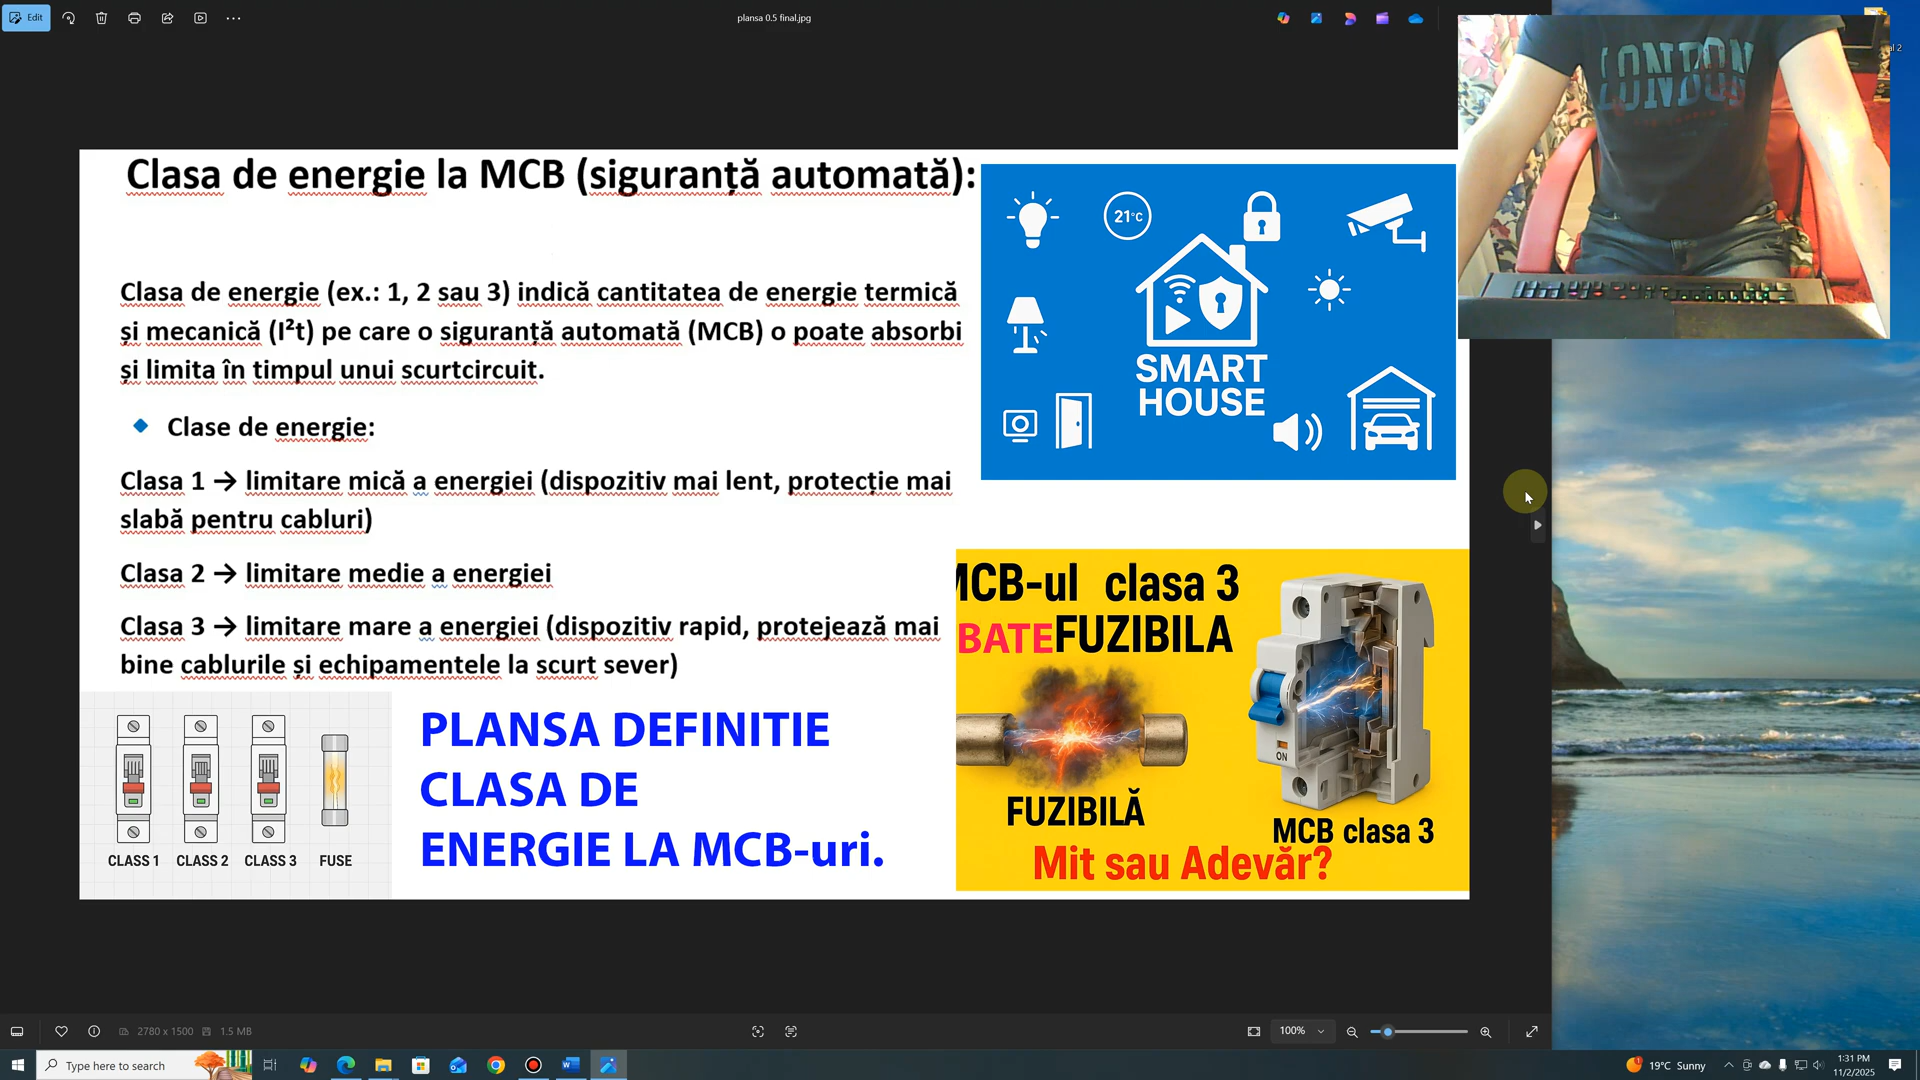 Edit
plansa 0.5 final.jpg
al 2
Clasa de energie la MCB (siguranță automată):
Clasa de energie (ex.: 1, 2 sau 3) indică cantitatea de energie termică
și mecanică (I²t) pe care o siguranță automată (MCB) o poate absorbi
și limita în timpul unui scurtcircuit.
Clase de energie:
Clasa 1 → limitare mică a energiei (dispozitiv mai lent, protecție mai
slabă pentru cabluri)
Clasa 2 → limitare medie a energiei
Clasa 3 → limitare mare a energiei (dispozitiv rapid, protejează mai
bine cablurile și echipamentele la scurt sever)
CLASS 1 CLASS 2 CLASS 3 FUSE
PLANSA DEFINITIE
CLASA DE
ENERGIE LA MCB-uri.
21°C
SMART
HOUSE
MCB-ul clasa 3
BATE FUZIBILA
ON
FUZIBILĂ
MCB clasa 3
Mit sau Adevăr?
LONDON
2780 x 1500 1.5 MB
100%
Type here to search
19°C Sunny
1:31 PM
11/2/2025